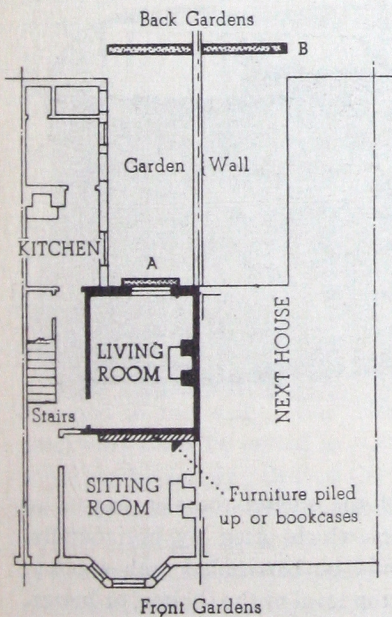 Back Gardens
B
Garden Wall
KITCHEN
A
LIVING
ROOM
NEXT HOUSE
Stairs
SITTING
ROOM
Furniture piled
up or bookcases
Front Gardens